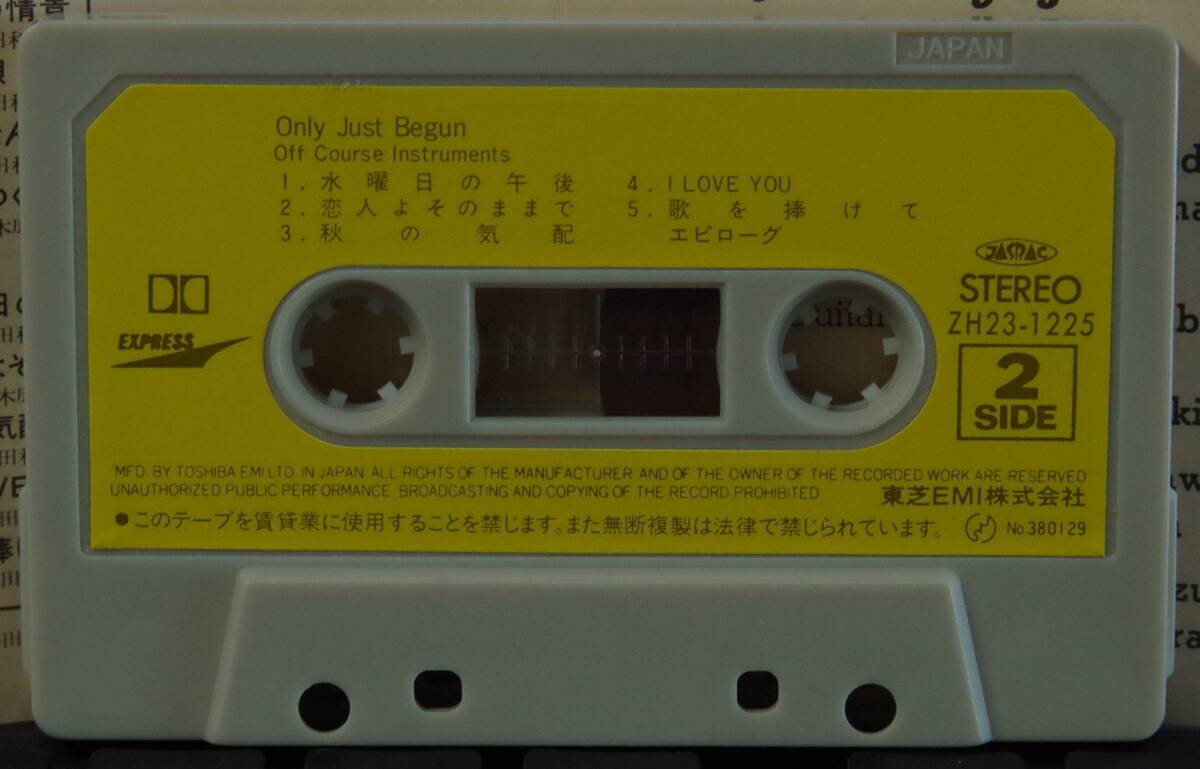 JAPAN
Only Just Begun
Off Course Instruments
1. 水曜日の午後
2. 恋人よそのままで
3. 秋の気配
4. I LOVE YOU
5. 歌を捧げて
エピローグ
JASRAC
STEREO
ZH23-1225
EXPRESS
2
SIDE
MFD. BY TOSHIBA EMI LTD. IN JAPAN. ALL RIGHTS OF THE MANUFACTURER AND OF THE OWNER OF THE RECORDED WORK ARE RESERVED
UNAUTHORIZED PUBLIC PERFORMANCE BROADCASTING AND COPYING OF THE RECORD PROHIBITED
東芝EMI株式会社
●このテープを賃貸業に使用することを禁じます。また無断複製は法律で禁じられています。
No.380129